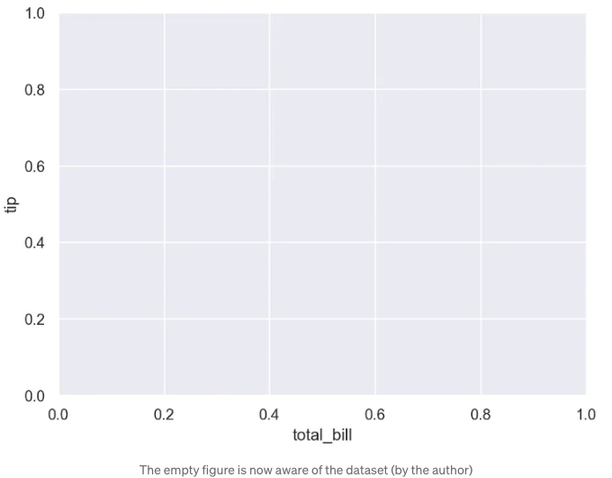 1.0
0.8
0.6
tip
0.4
0.2
0.0
0.0 0.2 0.4 0.6 0.8 1.0
total_bill
The empty figure is now aware of the dataset (by the author)